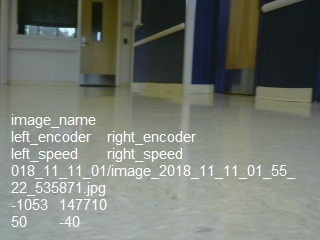 image_name
left_encoder right_encoder
left_speed right_speed
018_11_11_01/image_2018_11_11_01_55_
22_535871.jpg
-1053 147710
50 -40